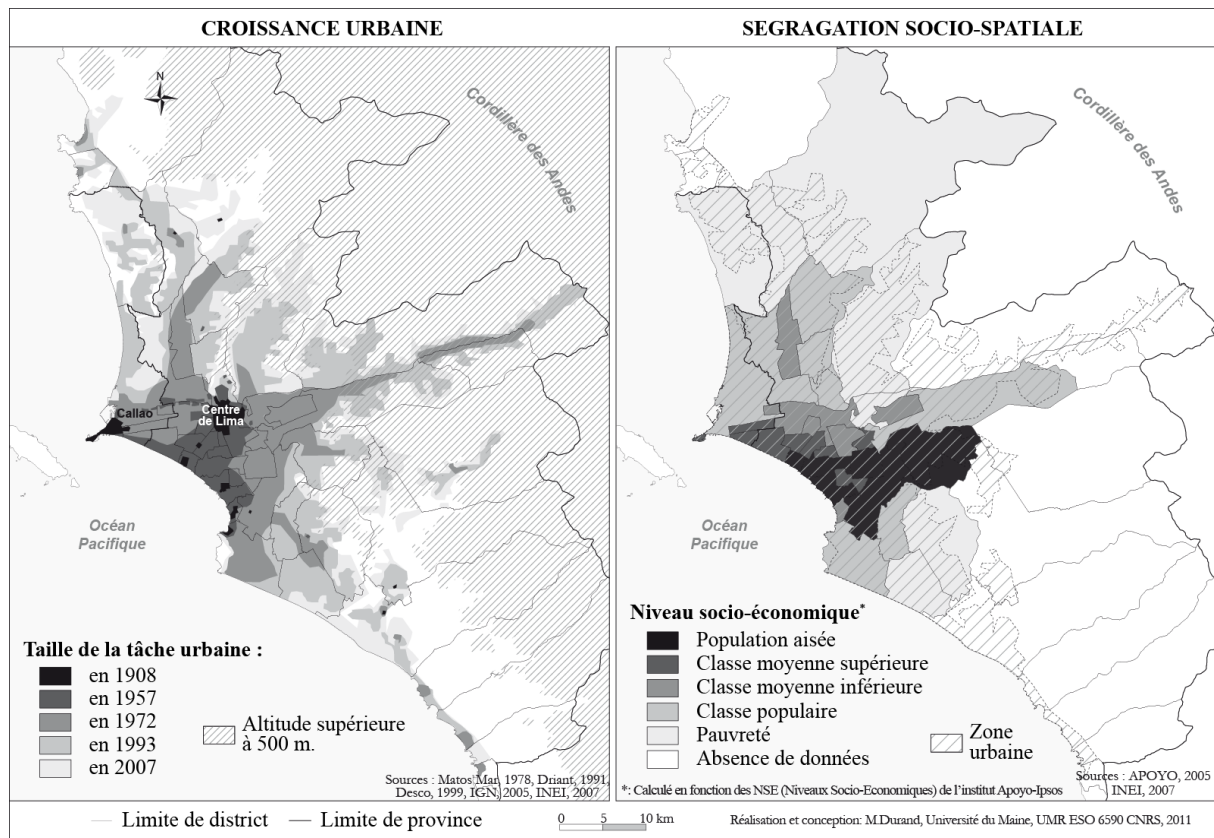 CROISSANCE URBAINE
N
Cordillère des Andes
Callao
Centre
de Lima
Océan
Pacifique
Taille de la tâche urbaine :
en 1908
en 1957
en 1972
en 1993
en 2007
Altitude supérieure
à 500 m.
Sources : Matos Mar, 1978, Driant, 1991,
Desco, 1999, IGN, 2005, INEI, 2007
SEGRAGATION SOCIO-SPATIALE
Cordillère des Andes
Océan
Pacifique
Niveau socio-économique*
Population aisée
Classe moyenne supérieure
Classe moyenne inférieure
Classe populaire
Pauvreté
Absence de données
Zone
urbaine
Sources : APOYO, 2005
INEI, 2007
*: Calculé en fonction des NSE (Niveaux Socio-Economiques) de l'institut Apoyo-Ipsos
Limite de district
Limite de province
0 5 10 km
Réalisation et conception: M.Durand, Université du Maine, UMR ESO 6590 CNRS, 2011